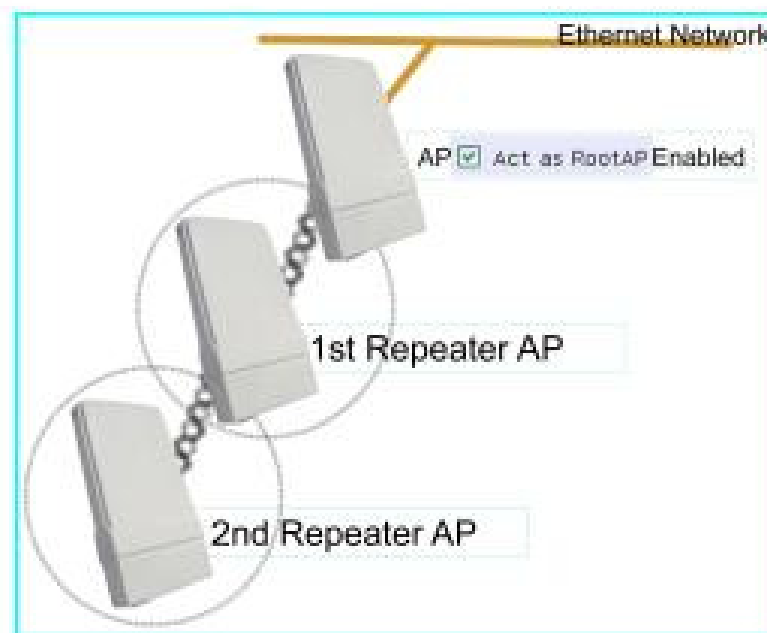 Ethernet Network
AP Act as RootAP Enabled
1st Repeater AP
2nd Repeater AP